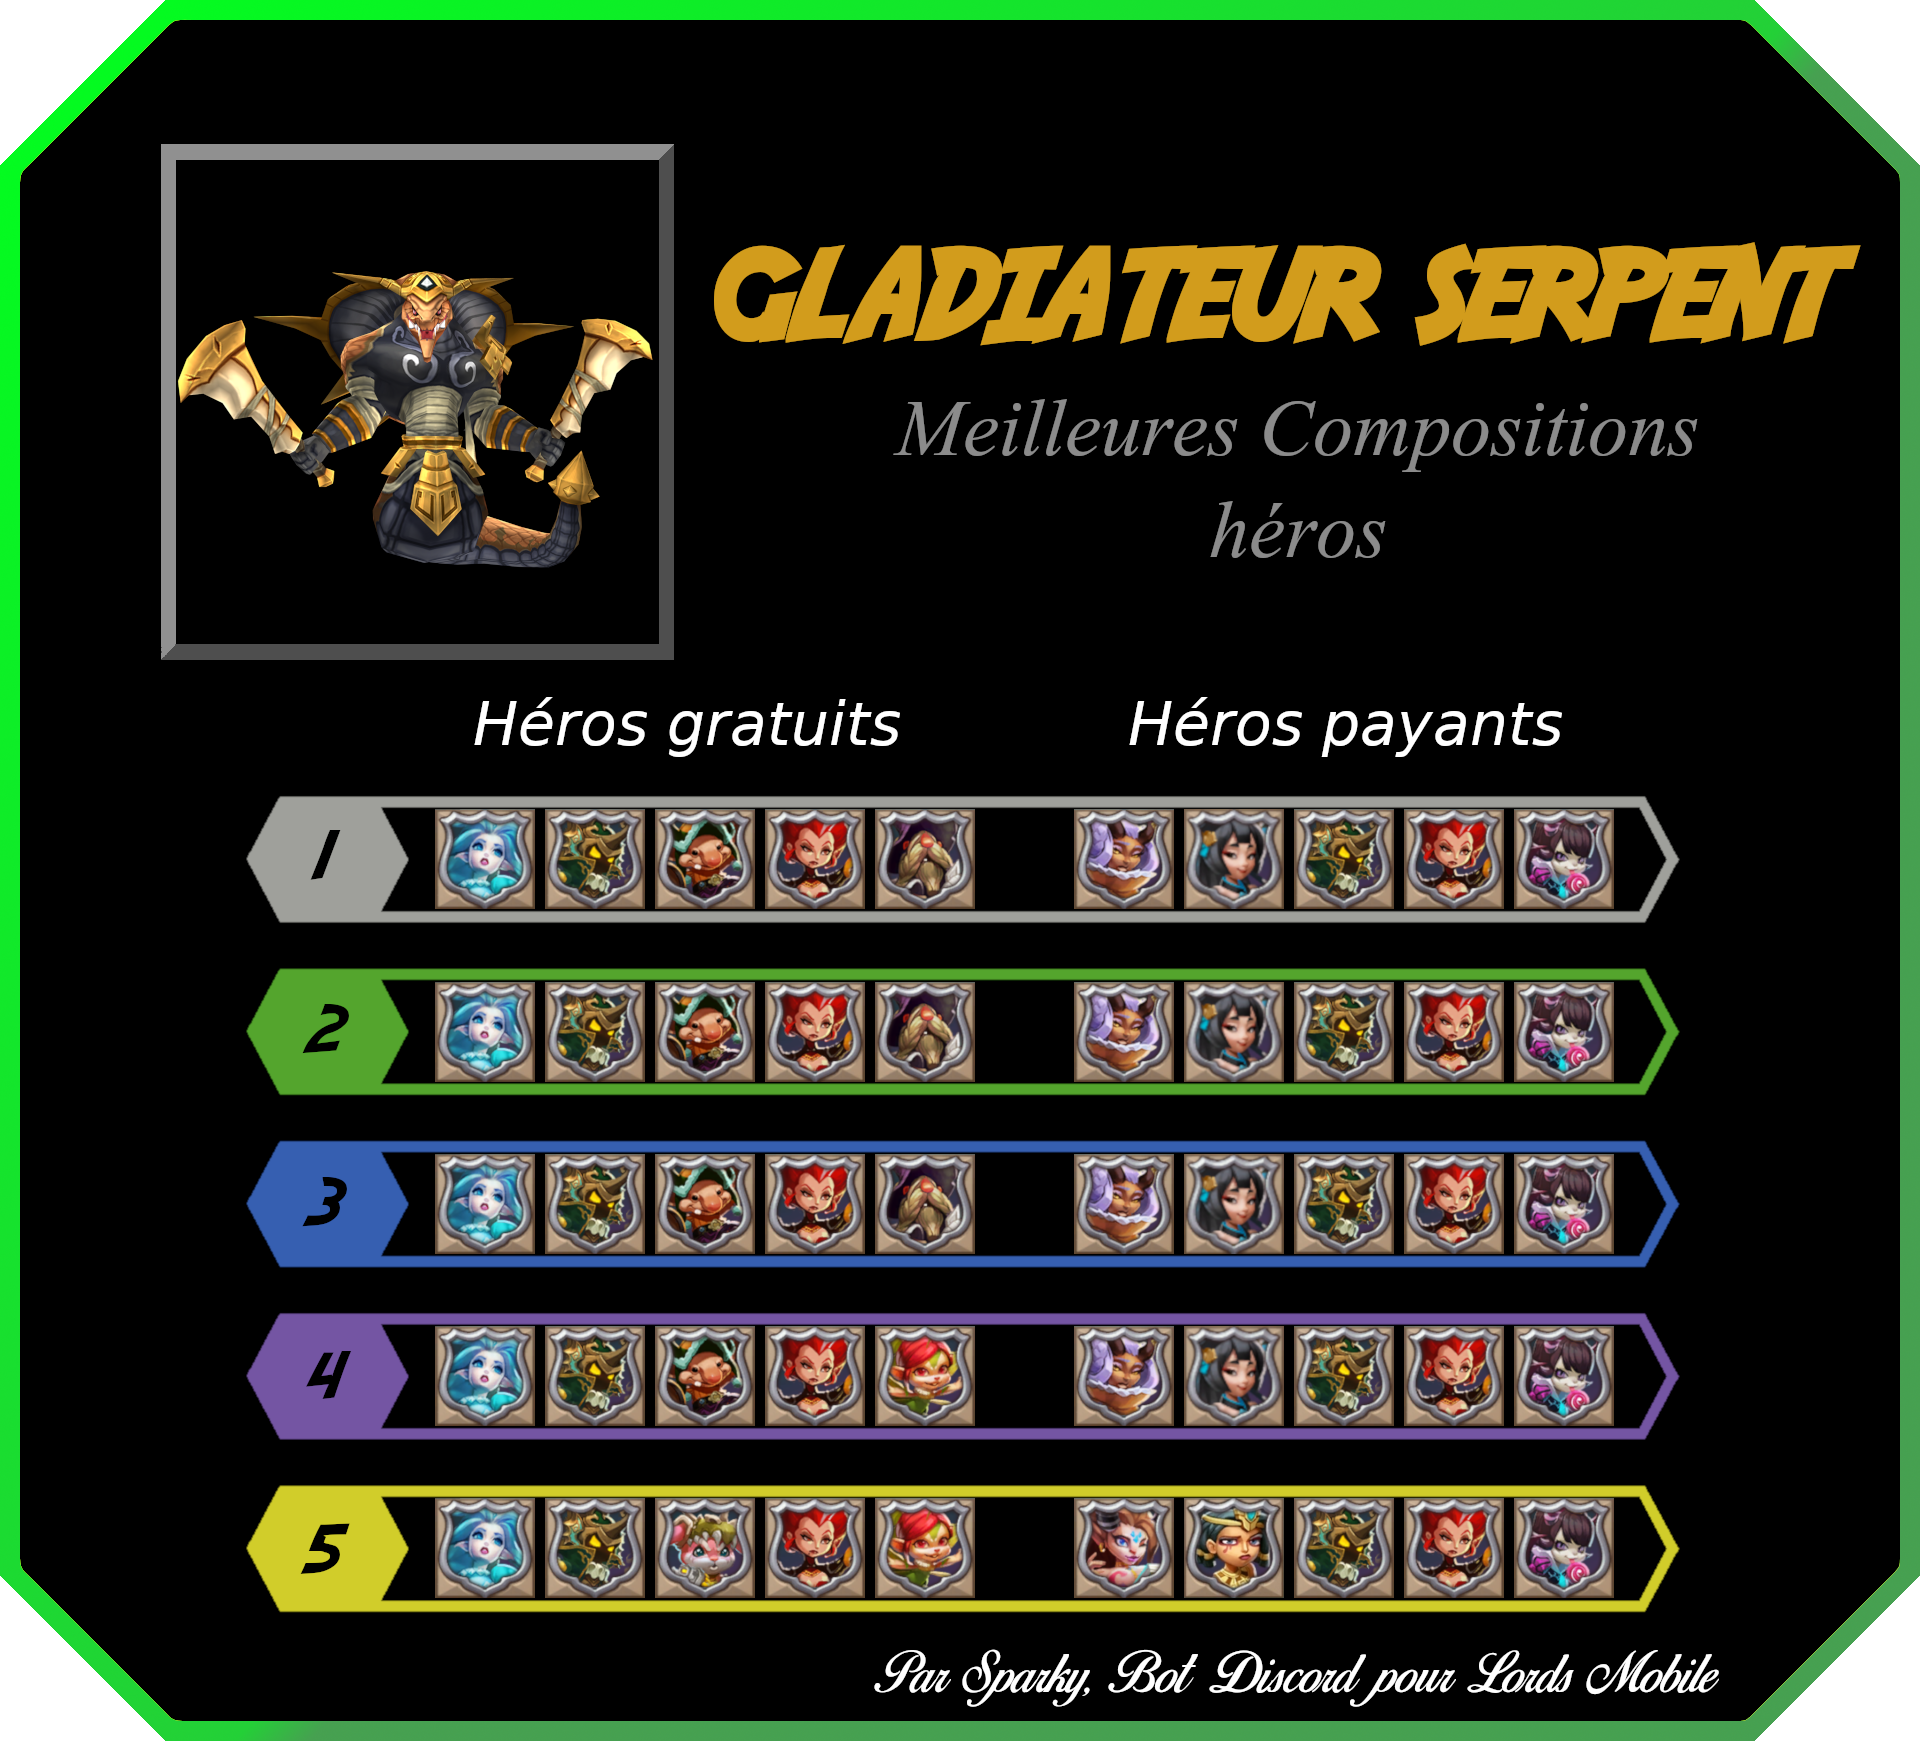 GLADIATEUR SERPENT
Meilleures Compositions
héros
Héros gratuits
Héros payants
1
2
3
4
5
Par Sparky, Bot Discord pour Lords Mobile